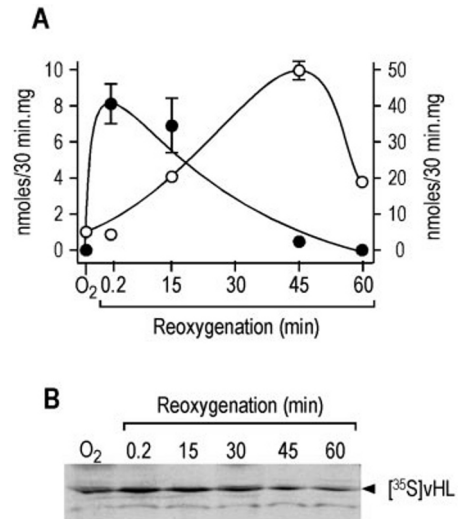 A
nmoles/30 min.mg
10
8
6
4
2
0
50
40
30
20
10
0
nmoles/30 min.mg
O2 0.2 15 30 45 60
Reoxygenation (min)
B
Reoxygenation (min)
O2 0.2 15 30 45 60
[35S]vHL